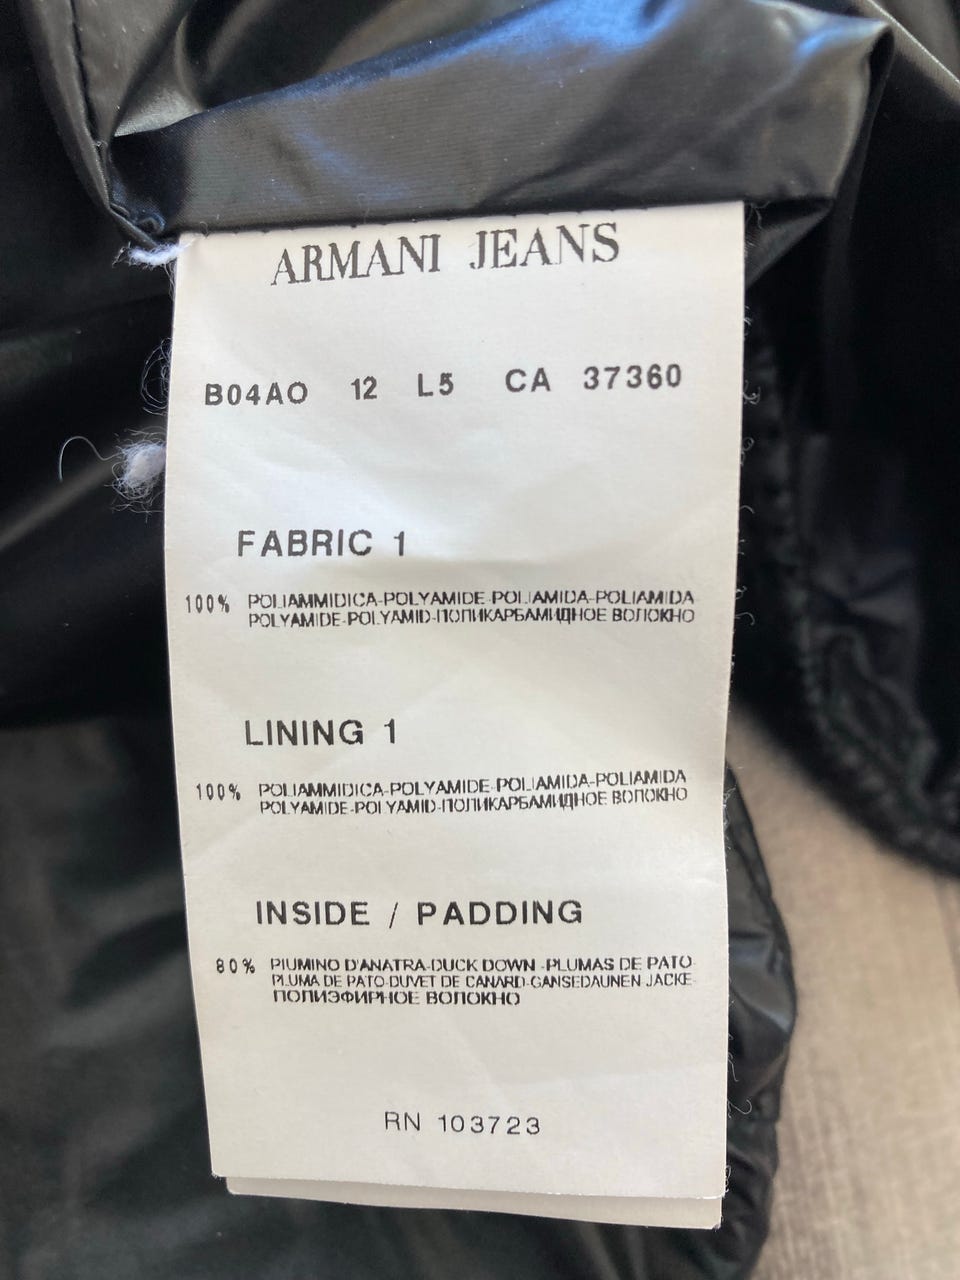 ARMANI JEANS
B04AO 12 L5 CA 37360
FABRIC 1
100% POLIAMMIDICA-POLYAMIDE-POLIAMIDA-POLIAMIDA
POLYAMIDE-POLYAMID-ПОЛИКАРБАМИДНОЕ ВОЛОКНО
LINING 1
100% POLIAMMIDICA-POLYAMIDE-POLIAMIDA-POLIAMIDA
POLYAMIDE-POLYAMID-ПОЛИКАРБАМИДНОЕ ВОЛОКНО
INSIDE / PADDING
80% PIUMINO D'ANATRA-DUCK DOWN -PLUMAS DE PATO-
PLUMA DE PATO-DUVET DE CANARD-GANSEDAUNEN JACKE-
ПОЛИЭФИРНОЕ ВОЛОКНО
RN 103723